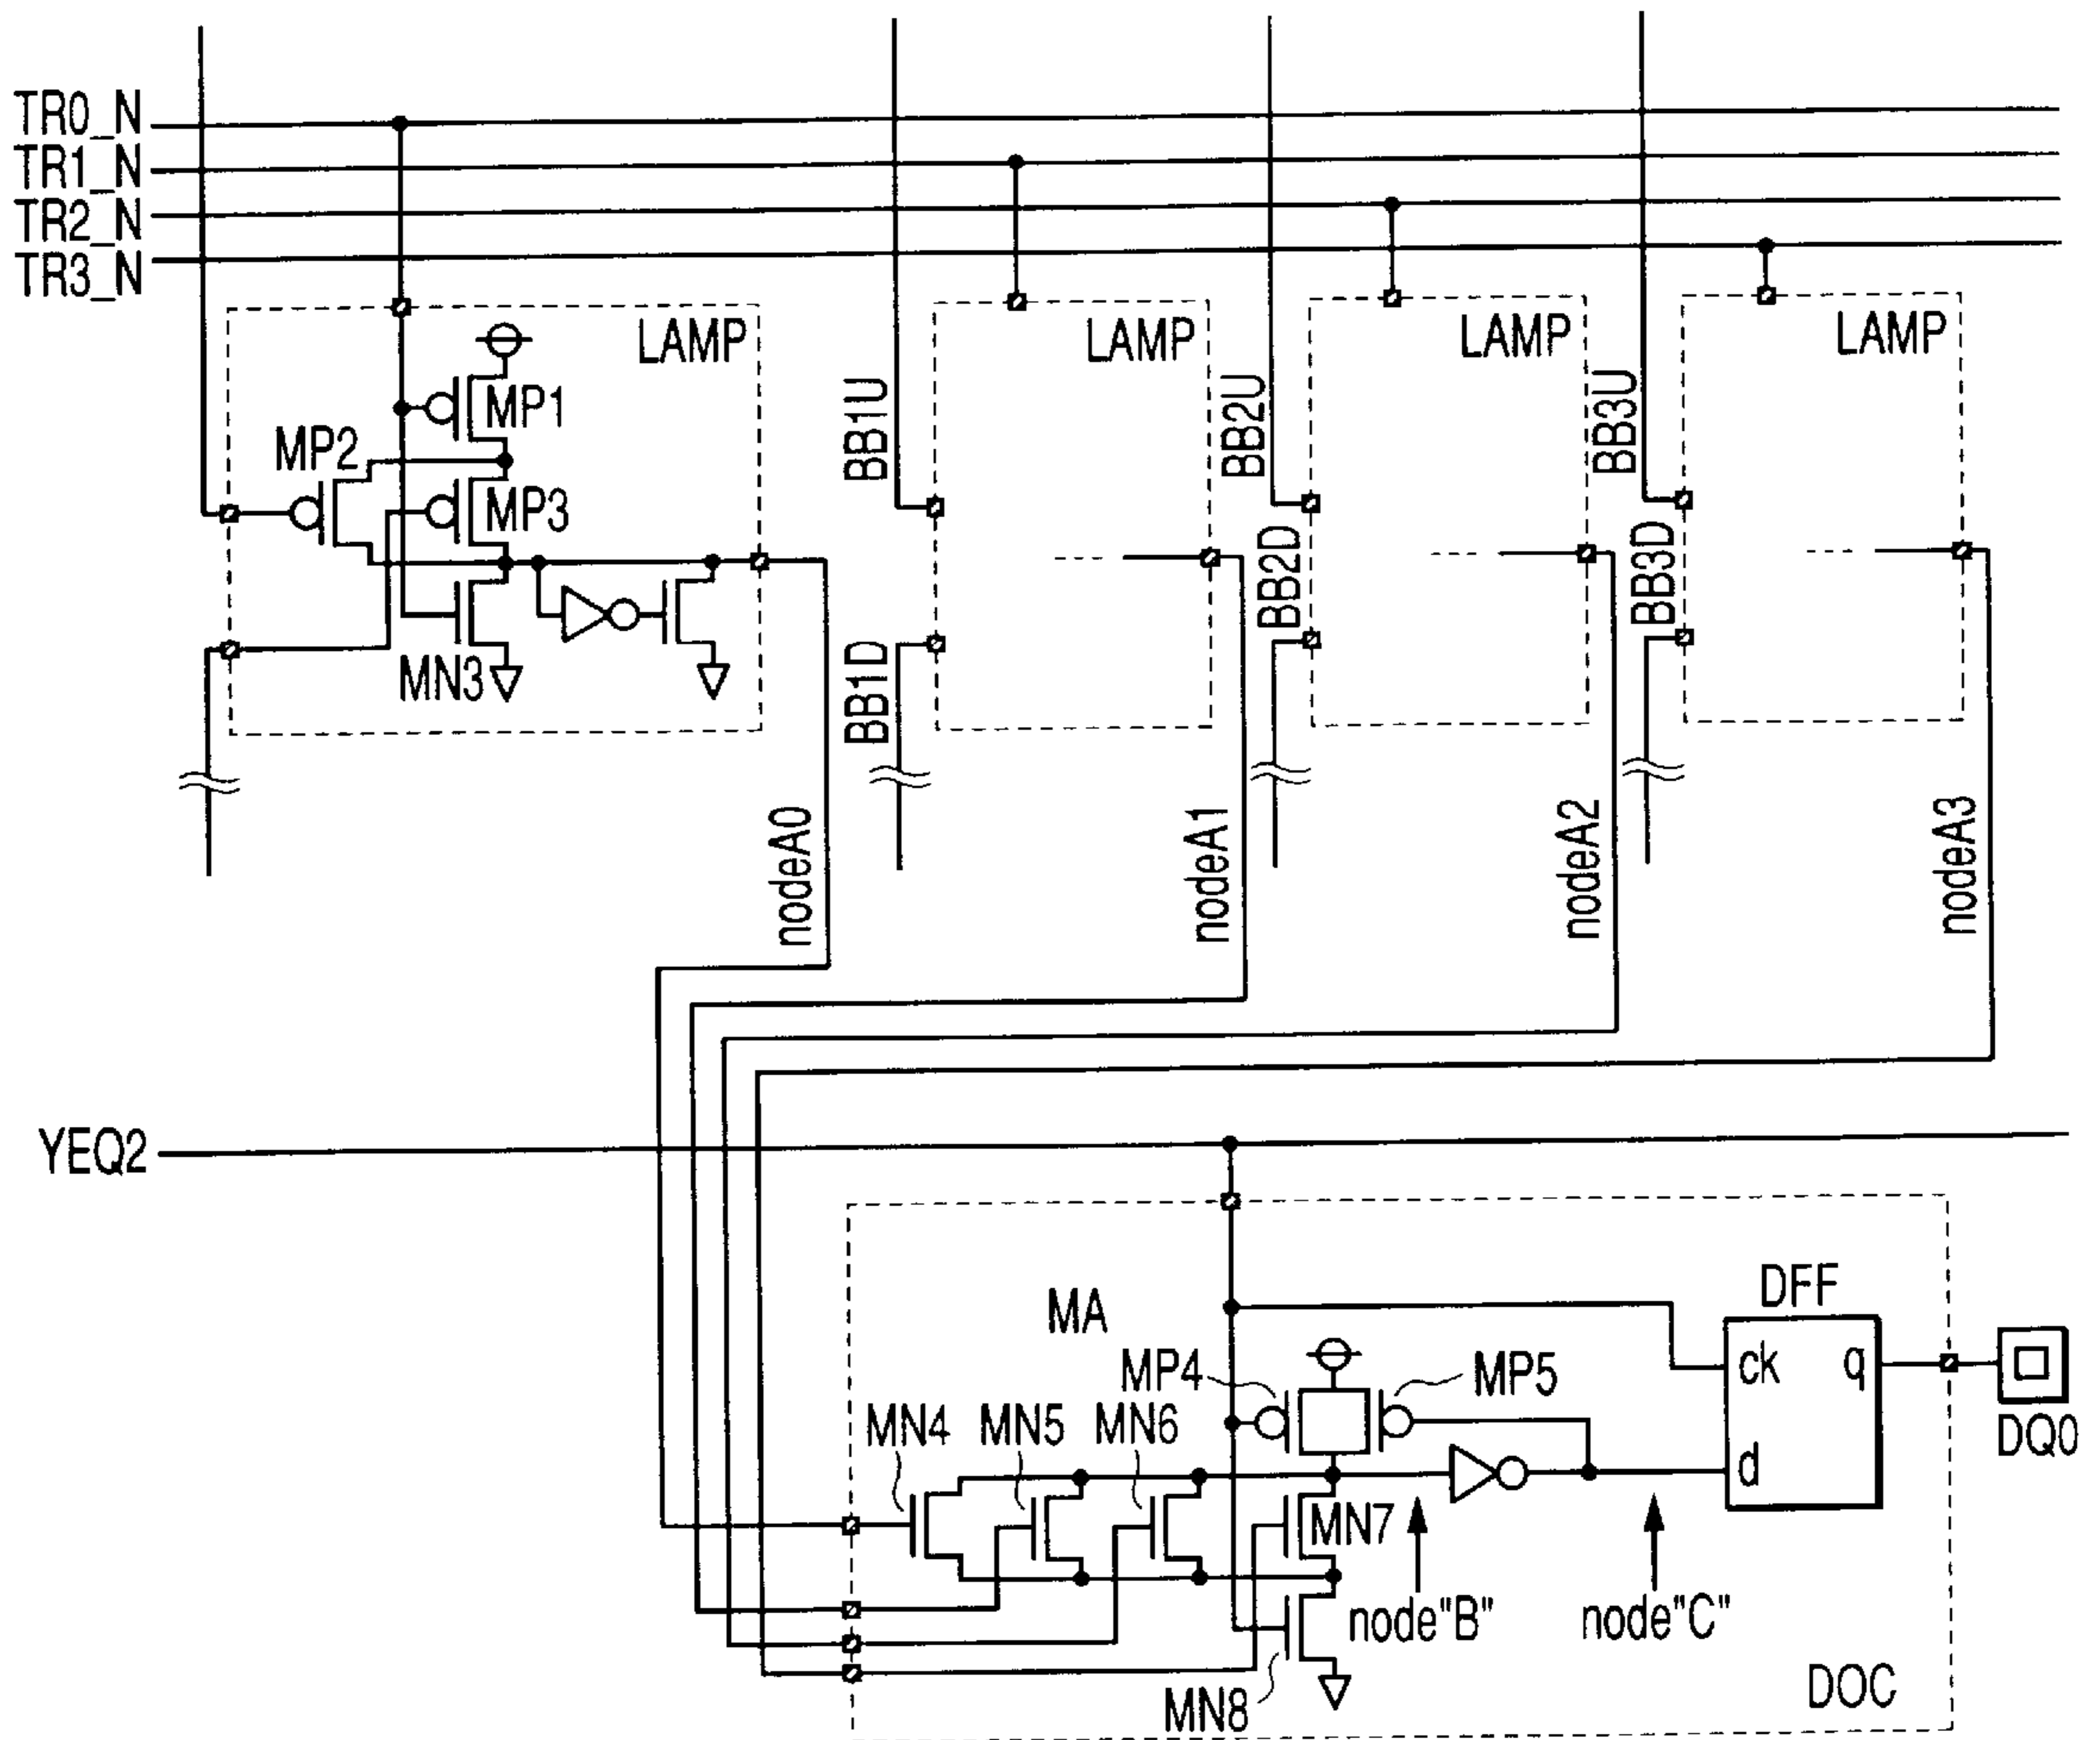 TR0_N
TR1_N
TR2_N
TR3_N
LAMP
LAMP
LAMP
LAMP
MP1
MP2
MP3
MN3
BB1U
BB1D
BB2U
BB2D
BB3U
BB3D
nodeA0
nodeA1
nodeA2
nodeA3
YEQ2
MA
DFF
MP4
MP5
ck
q
d
DQ0
MN4
MN5
MN6
MN7
node"B"
node"C"
MN8
DOC